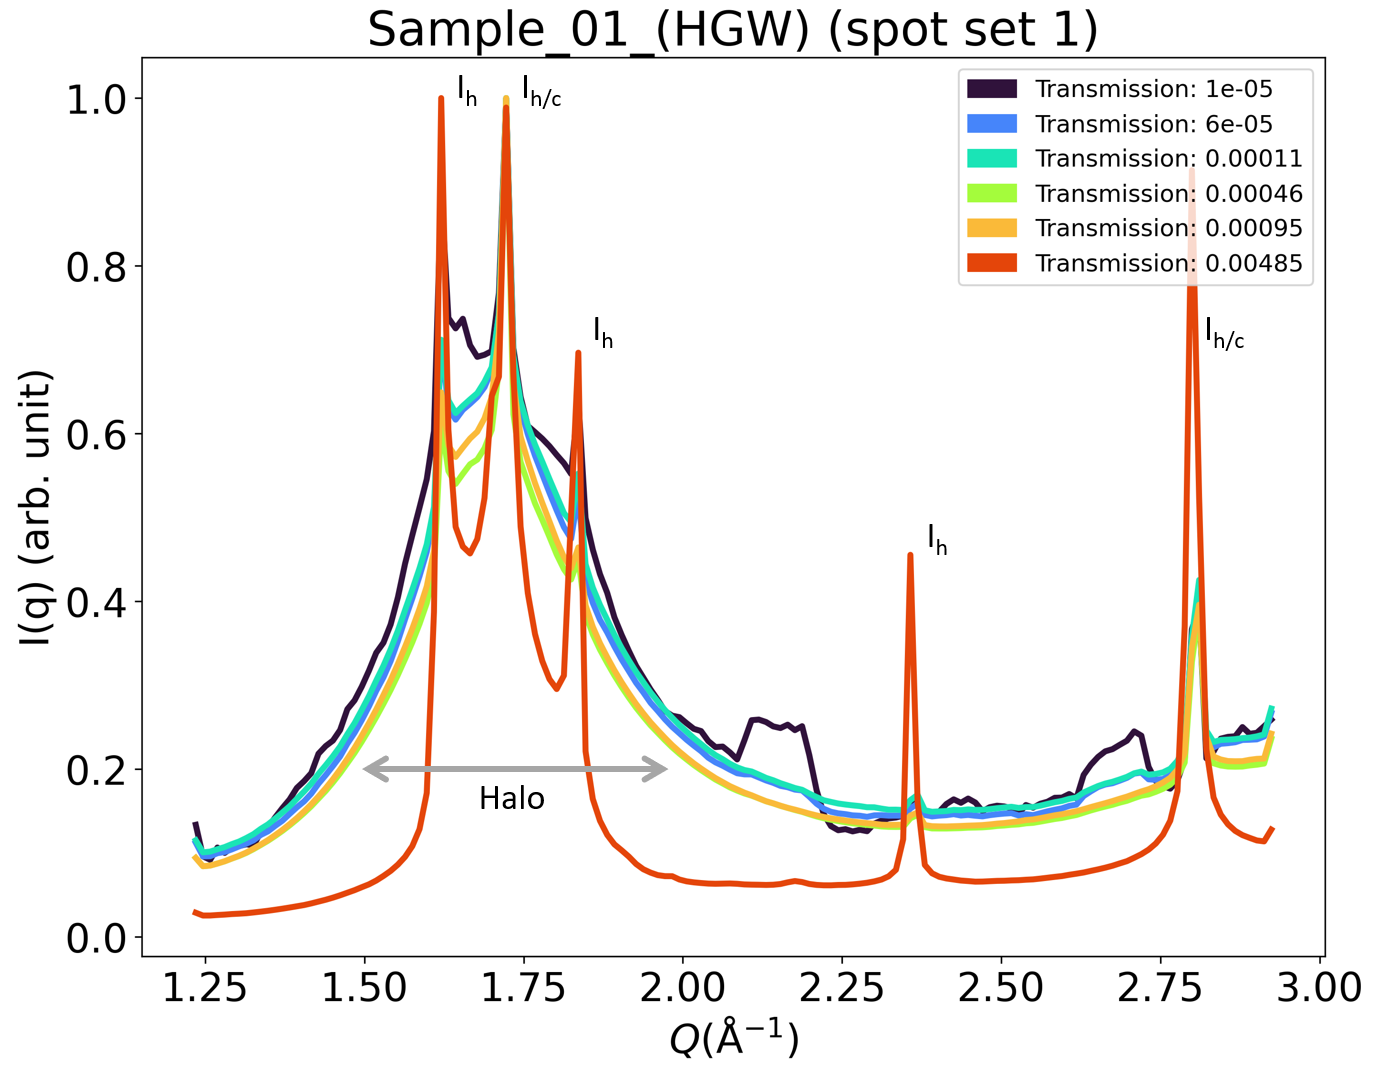 Sample_01_(HGW) (spot set 1)
I(q) (arb. unit)
1.0
0.8
0.6
0.4
0.2
0.0
Iₕ
I_h/c
Iₕ
Iₕ
I_h/c
Halo
Transmission: 1e-05
Transmission: 6e-05
Transmission: 0.00011
Transmission: 0.00046
Transmission: 0.00095
Transmission: 0.00485
1.25 1.50 1.75 2.00 2.25 2.50 2.75 3.00
Q(Å⁻¹)